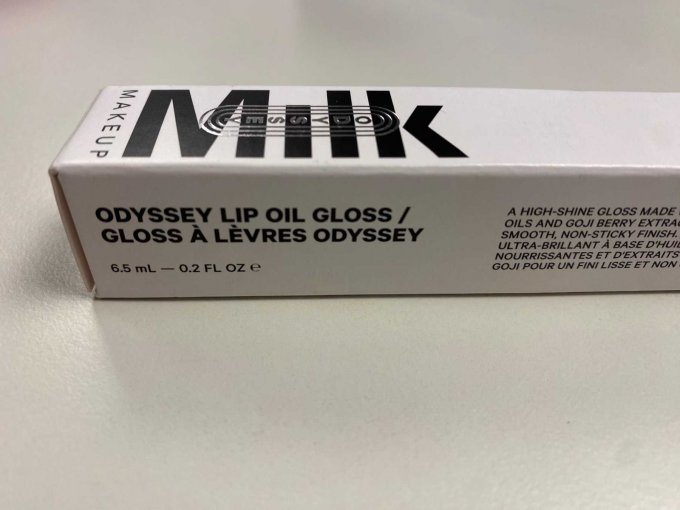 MAKEUP
Milk
ODYSSEY
ODYSSEY LIP OIL GLOSS /
GLOSS À LÈVRES ODYSSEY
6.5 mL — 0.2 FL OZ ℮
A HIGH-SHINE GLOSS MADE
OILS AND GOJI BERRY EXTRAC
SMOOTH, NON-STICKY FINISH.
ULTRA-BRILLANT À BASE D'HUIL
NOURRISSANTES ET D'EXTRAITS
GOJI POUR UN FINI LISSE ET NON